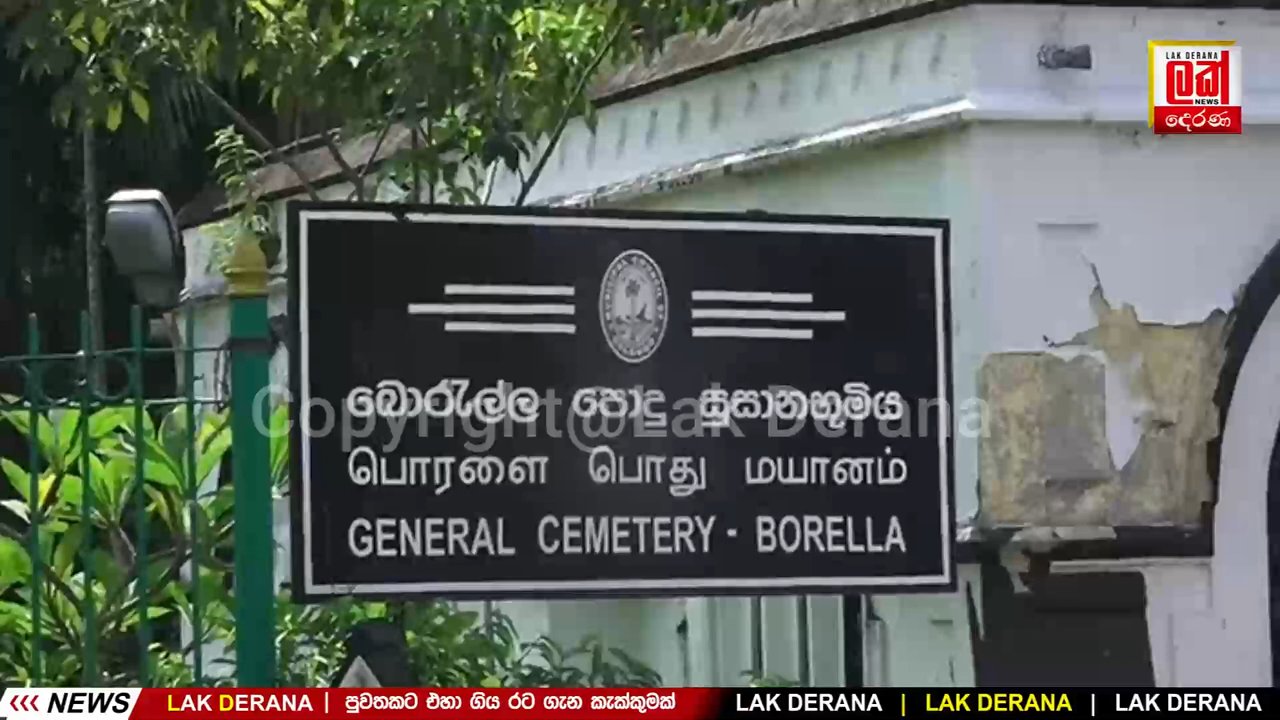 LAK DERANA
ලක්
NEWS
දෙරණ
බොරැල්ල පොදු සුසානභූමිය
Copyright@Lak Derana
பொரளை பொது மயானம்
GENERAL CEMETERY - BORELLA
<<< NEWS LAK DERANA | පුවතකට එහා ගිය රට ගැන කැක්කුමක් LAK DERANA | LAK DERANA | LAK DERANA